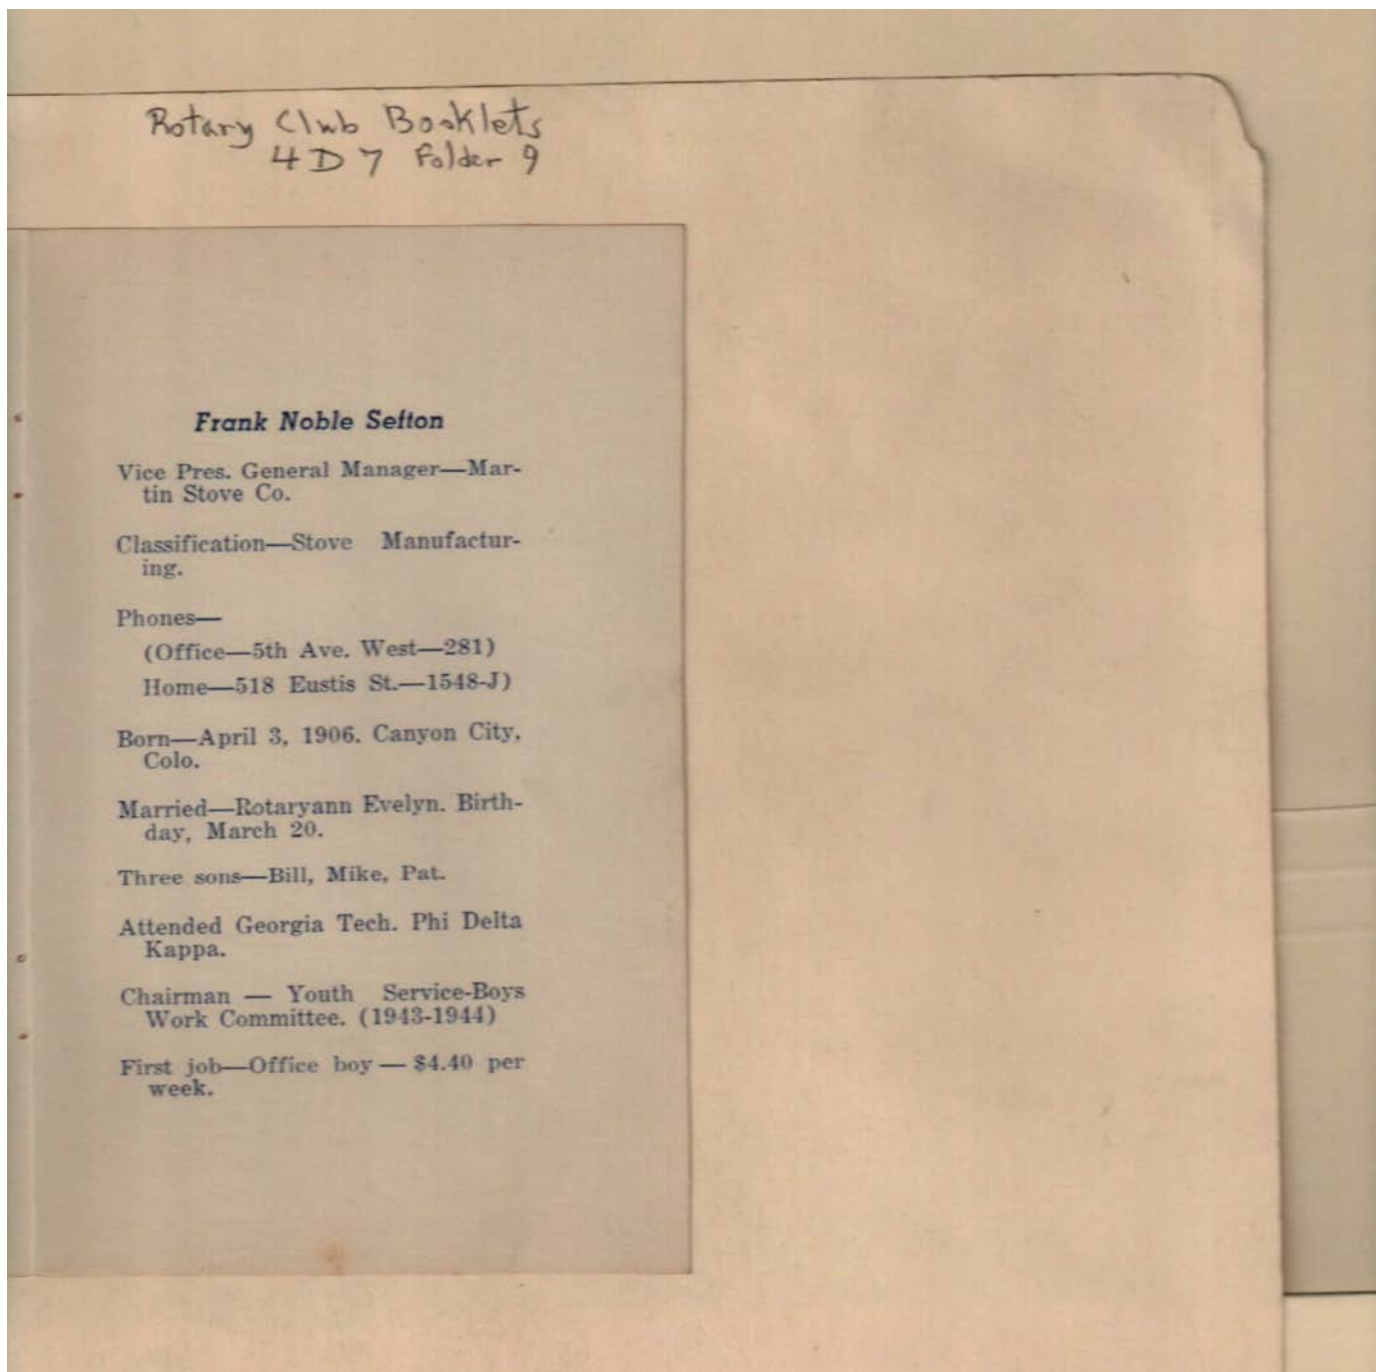 Rotary Club Booklets
4D7 Folder 9
Frank Noble Sefton
Vice Pres. General Manager—Mar-
tin Stove Co.
Classification—Stove Manufactur-
ing.
Phones—
(Office—5th Ave. West—281)
Home—518 Eustis St.—1548-J)
Born—April 3, 1906. Canyon City,
Colo.
Married—Rotaryann Evelyn. Birth-
day, March 20.
Three sons—Bill, Mike, Pat.
Attended Georgia Tech. Phi Delta
Kappa.
Chairman — Youth Service-Boys
Work Committee. (1943-1944)
First job—Office boy — $4.40 per
week.